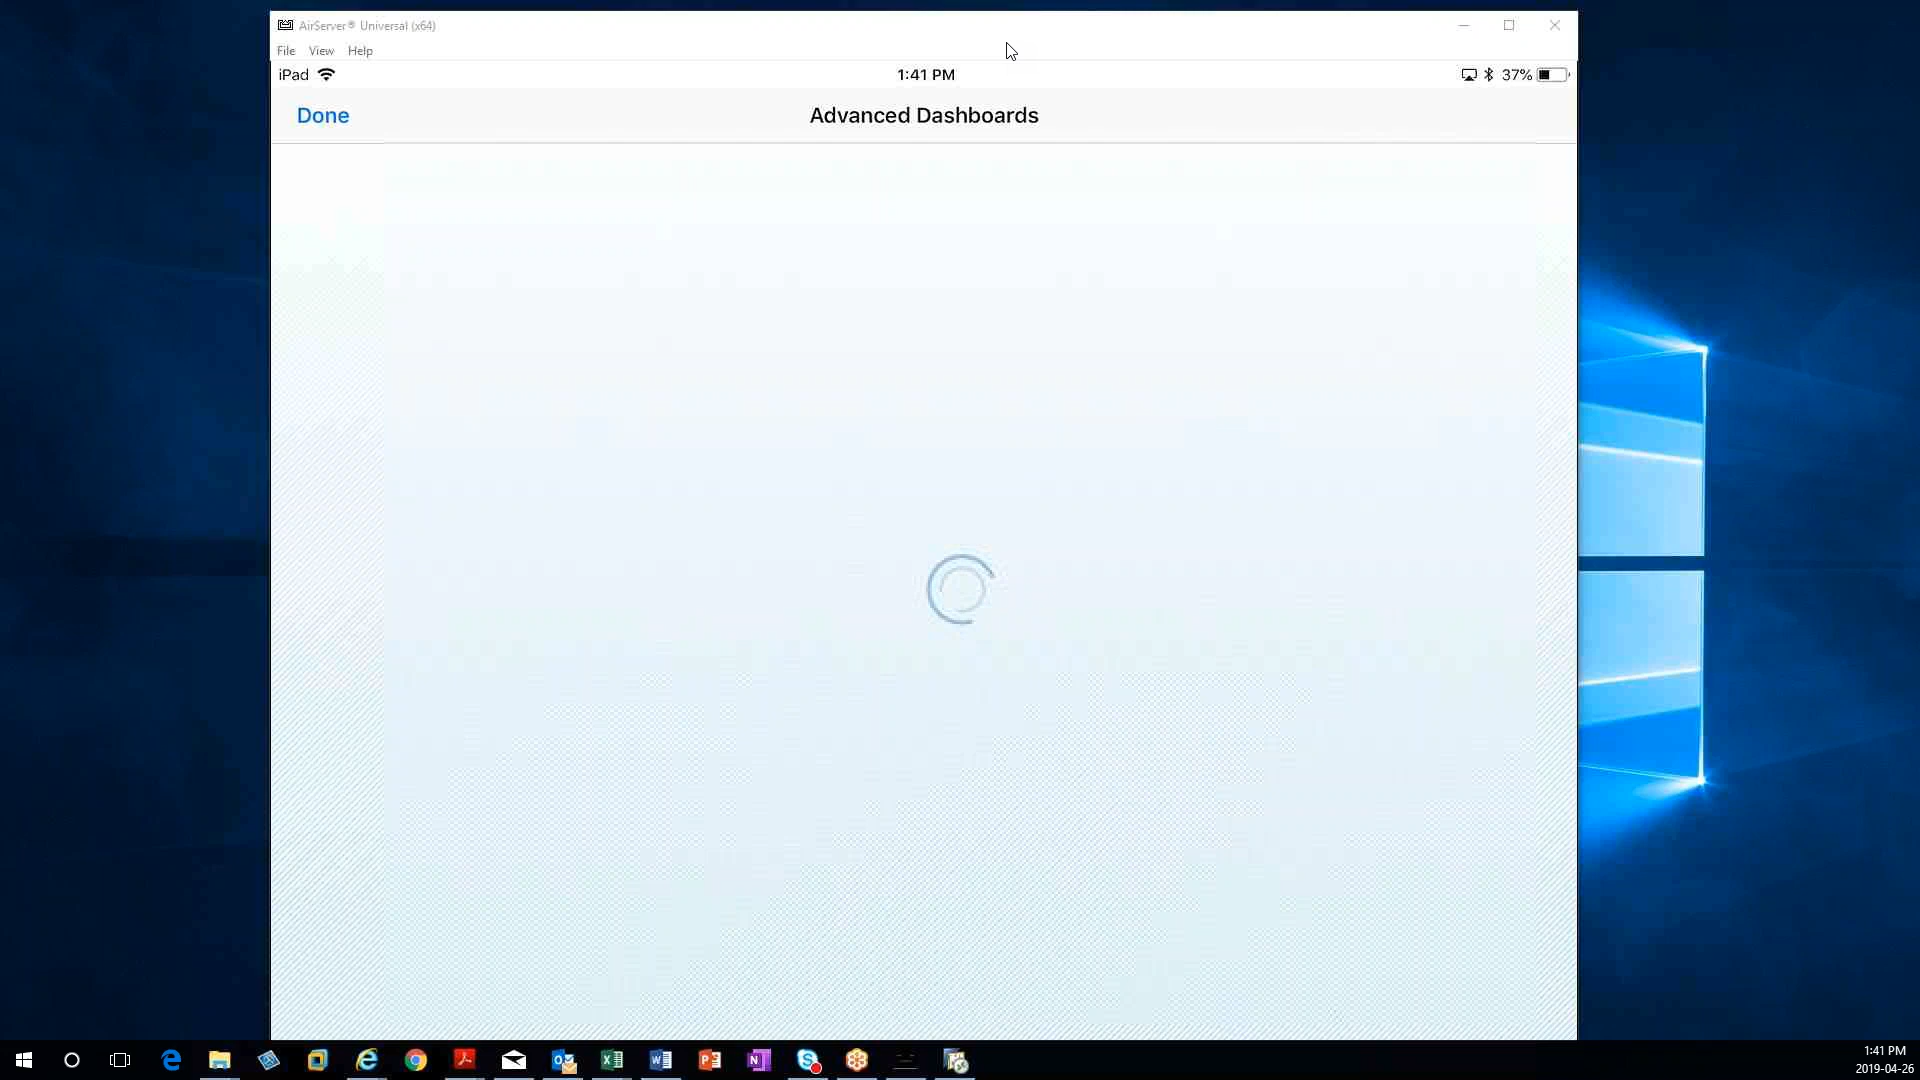 AirServer® Universal (x64)
File View Help
iPad 1:41 PM 37%
Done Advanced Dashboards
1:41 PM
2019-04-26